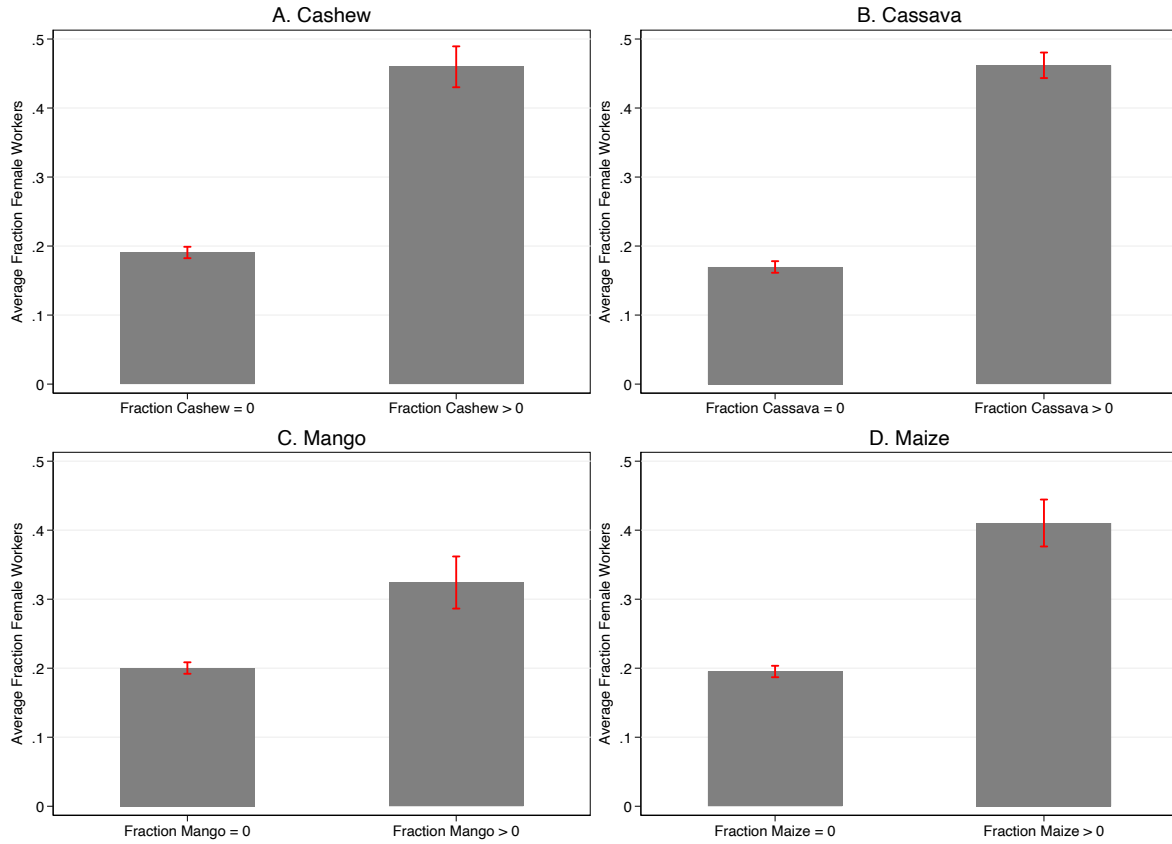 A. Cashew
Average Fraction Female Workers
.5
.4
.3
.2
.1
0
Fraction Cashew = 0
Fraction Cashew > 0
B. Cassava
Average Fraction Female Workers
.5
.4
.3
.2
.1
0
Fraction Cassava = 0
Fraction Cassava > 0
C. Mango
Average Fraction Female Workers
.5
.4
.3
.2
.1
0
Fraction Mango = 0
Fraction Mango > 0
D. Maize
Average Fraction Female Workers
.5
.4
.3
.2
.1
0
Fraction Maize = 0
Fraction Maize > 0